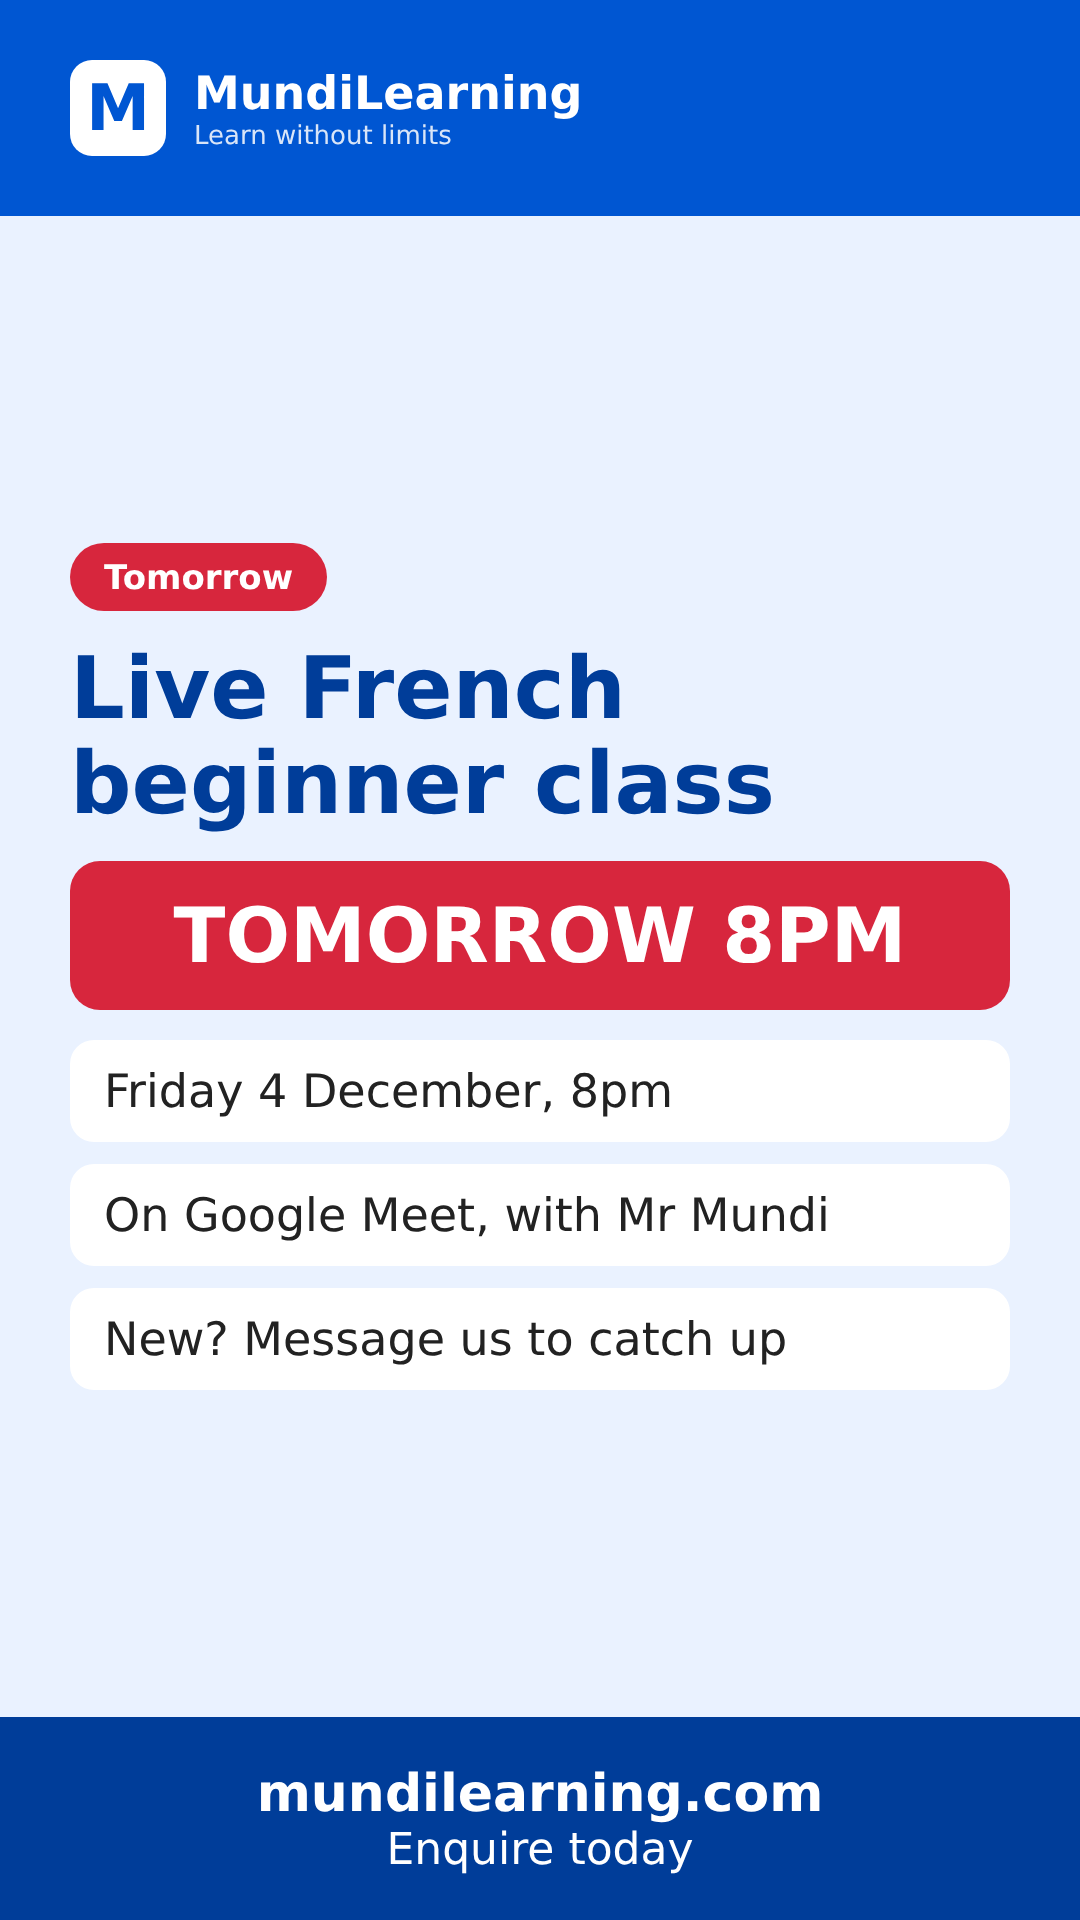 M
MundiLearning
Learn without limits
Tomorrow
Live French
beginner class
TOMORROW 8PM
Friday 4 December, 8pm
On Google Meet, with Mr Mundi
New? Message us to catch up
mundilearning.com
Enquire today